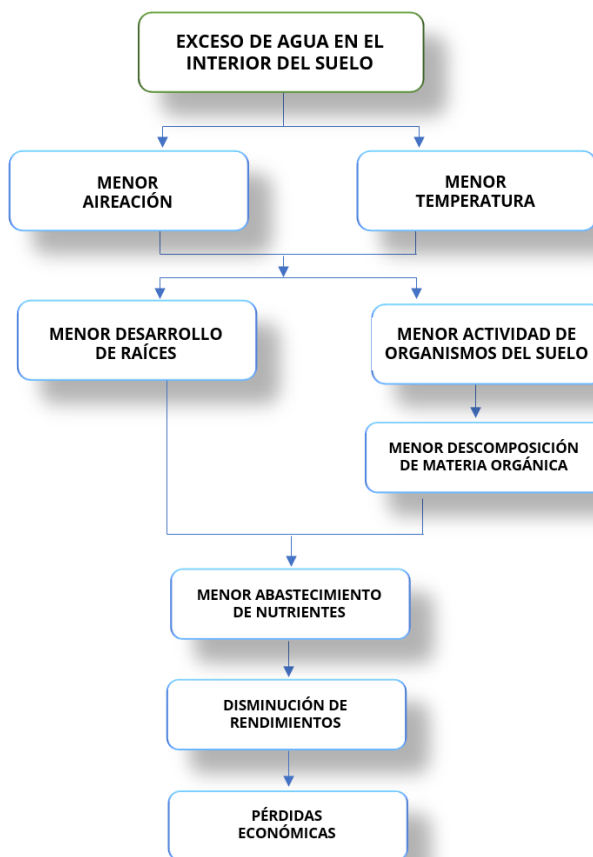 EXCESO DE AGUA EN EL
INTERIOR DEL SUELO
MENOR
AIREACIÓN
MENOR
TEMPERATURA
MENOR DESARROLLO
DE RAÍCES
MENOR ACTIVIDAD DE
ORGANISMOS DEL SUELO
MENOR DESCOMPOSICIÓN
DE MATERIA ORGÁNICA
MENOR ABASTECIMIENTO
DE NUTRIENTES
DISMINUCIÓN DE
RENDIMIENTOS
PÉRDIDAS
ECONÓMICAS